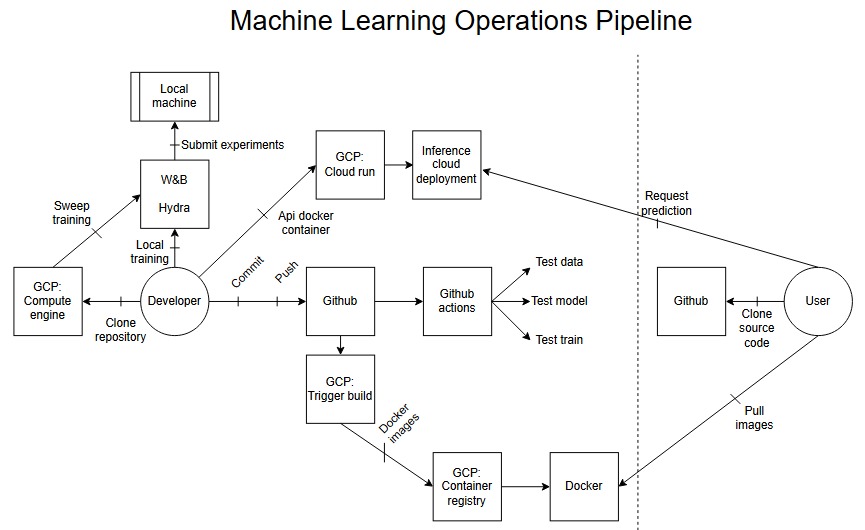 Machine Learning Operations Pipeline
Local
machine
Submit experiments
W&B
Hydra
GCP:
Cloud run
Inference
cloud
deployment
Request
prediction
Sweep
training
Api docker
container
Local
training
Commit
Push
Test data
GCP:
Compute
engine
Developer
Github
Github
actions
Test model
Github
User
Clone
repository
Clone
source
code
Test train
GCP:
Trigger build
Docker
images
Pull
images
GCP:
Container
registry
Docker